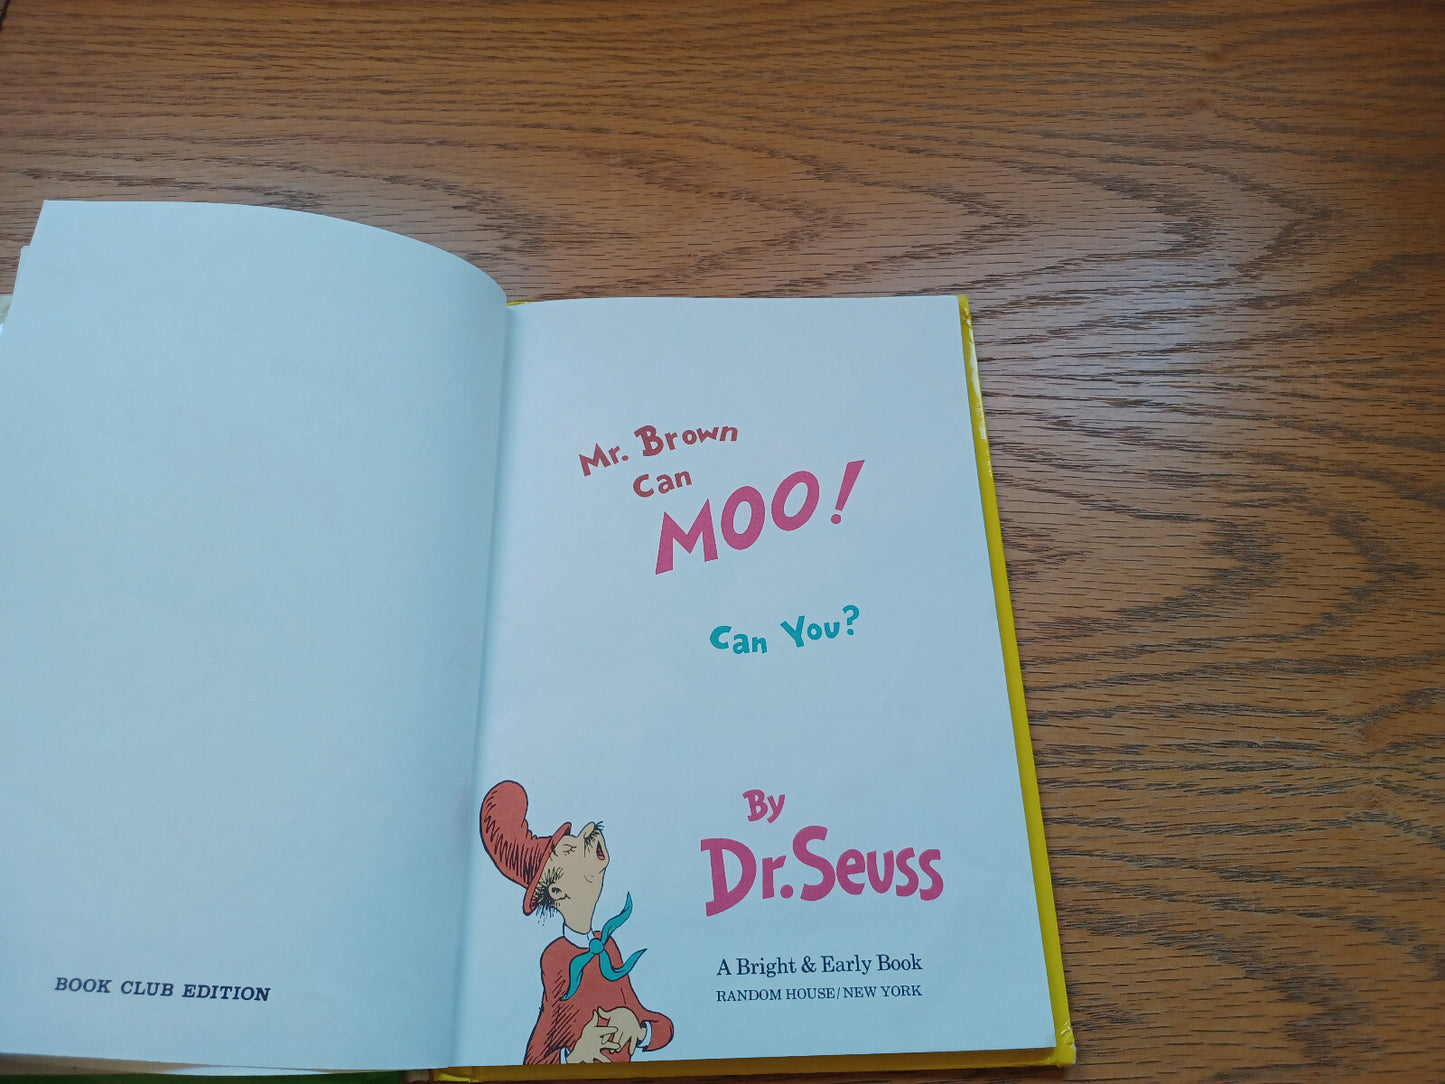 BOOK CLUB EDITION
Mr. Brown
Can
MOO!
Can You?
By
Dr. Seuss
A Bright & Early Book
RANDOM HOUSE/NEW YORK